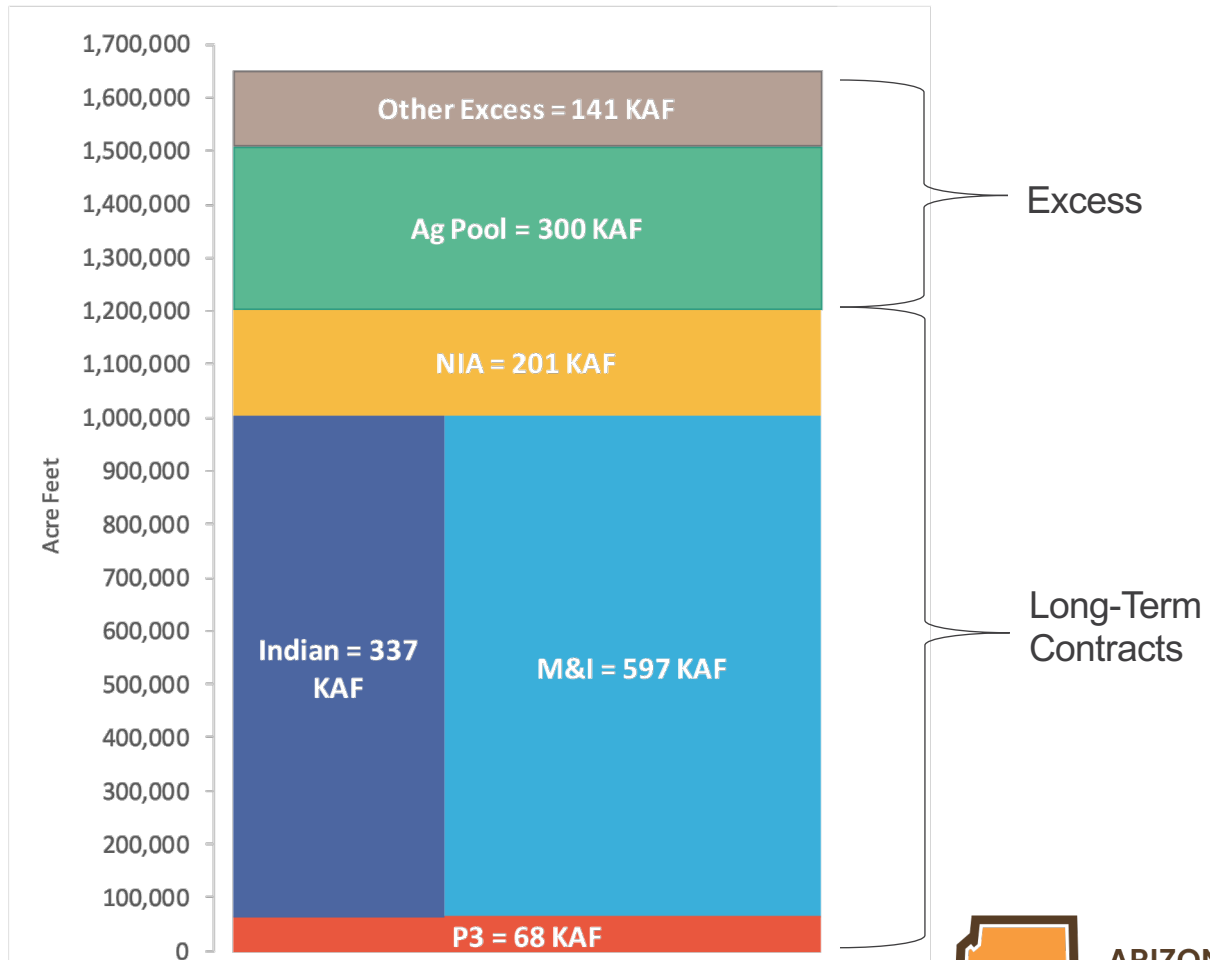 1,700,000
1,600,000
1,500,000
1,400,000
1,300,000
1,200,000
1,100,000
1,000,000
900,000
800,000
700,000
600,000
500,000
400,000
300,000
200,000
100,000
0
Acre Feet
Other Excess = 141 KAF
Ag Pool = 300 KAF
NIA = 201 KAF
Indian = 337
KAF
M&I = 597 KAF
P3 = 68 KAF
Excess
Long-Term
Contracts